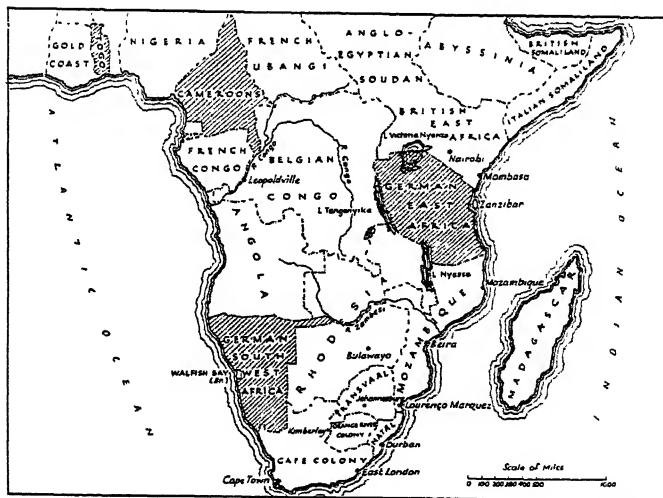 GOLD COAST
TOGO
NIGERIA
FRENCH UBANGI
ANGLO-EGYPTIAN SOUDAN
ABYSSINIA
BRITISH SOMALILAND
ITALIAN SOMALILAND
CAMEROONS
BRITISH EAST AFRICA
L. Victoria Nyanza
Nairobi
Mombasa
FRENCH CONGO
R. Congo
BELGIAN CONGO
R. Congo
Leopoldville
L. Tanganyika
GERMAN EAST AFRICA
Zanzibar
ATLANTIC OCEAN
INDIAN OCEAN
ANGOLA
L. Nyassa
Mozambique
MADAGASCAR
RHODESIA
R. Zambesi
MOZAMBIQUE
Beira
Bulawayo
GERMAN SOUTH WEST AFRICA
WALFISH BAY
(Br.)
TRANSVAAL
Johannesburg
Lourenço Marquez
Kimberley
ORANGE RIVER COLONY
NATAL
Durban
CAPE COLONY
East London
Cape Town
Scale of Miles
0 100 200 300 400 500 1000